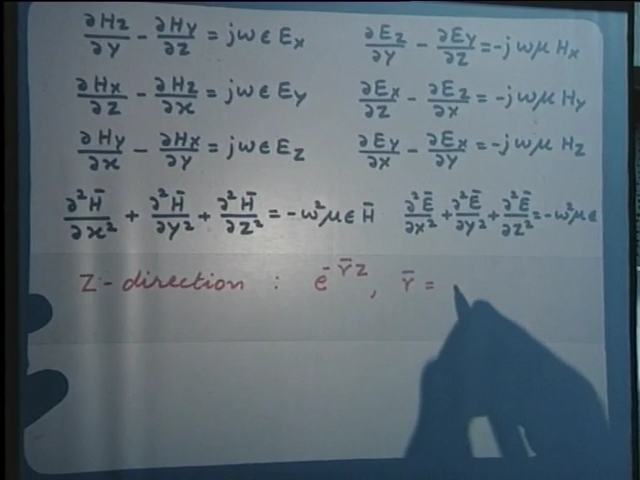 ∂Hz/∂y - ∂Hy/∂z = jωϵ Ex    ∂Ez/∂y - ∂Ey/∂z = -jωμ Hx
∂Hx/∂z - ∂Hz/∂x = jωϵ Ey    ∂Ex/∂z - ∂Ez/∂x = -jωμ Hy
∂Hy/∂x - ∂Hx/∂y = jωϵ Ez    ∂Ey/∂x - ∂Ex/∂y = -jωμ Hz
∂²H̄/∂x² + ∂²H̄/∂y² + ∂²H̄/∂z² = -ω²μϵ H̄    ∂²Ē/∂x² + ∂²Ē/∂y² + ∂²Ē/∂z² = -ω²μϵ
Z-direction : e^{-γ̄z}, γ̄ =